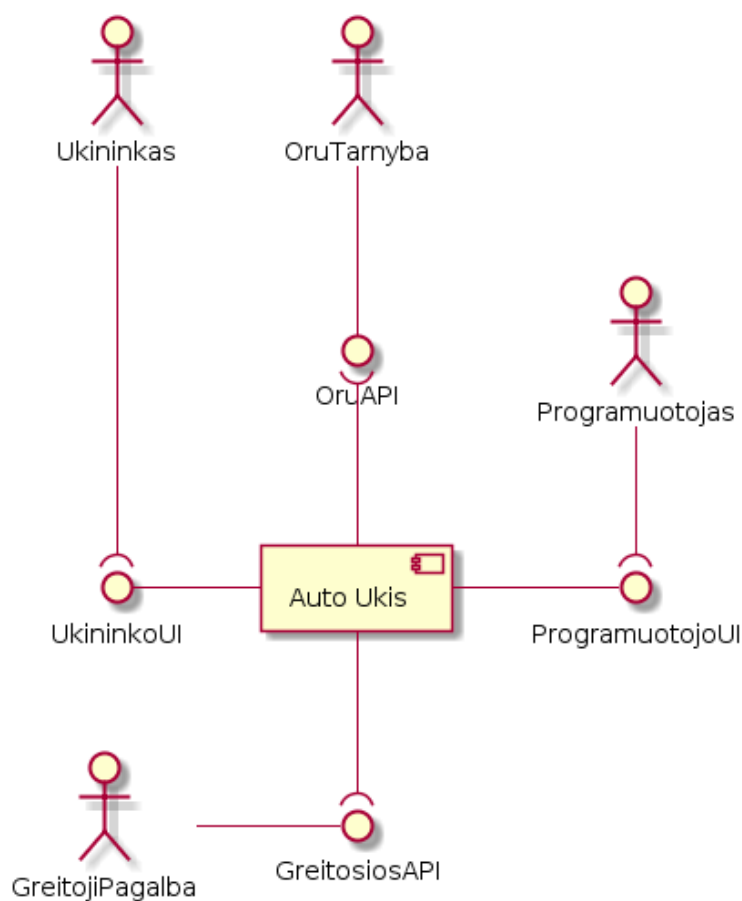 Ukininkas
OruTarnyba
OruAPI
Programuotojas
Auto Ukis
UkininkoUI
ProgramuotojoUI
GreitosiosAPI
GreitojiPagalba